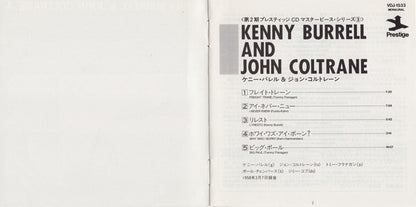 VDJ-1533
MONAURAL
Prestige
〈第2期プレスティッジCDマスターピース・シリーズ③〉
KENNY BURRELL
AND
JOHN COLTRANE
ケニー・バレル & ジョン・コルトレーン
1 フレイト・トレーン
FREIGHT TRANE (Tommy Flanagan)
2 アイ・ネバー・ニュー
I NEVER KNEW
3 リレスト
LYRESTO (Kenny Burrell)
4 ホワイ・ワズ・アイ・ボーン?
WHY WAS I BORN?
5 ビッグ・ポール
BIG PAUL (Tommy Flanagan)
ケニー・バレル(g) ジョン・コルトレーン(ts) トミー・フラナガン(p)
ポール・チェンバース(b) ジミー・コブ(ds)
1958年3月7日録音